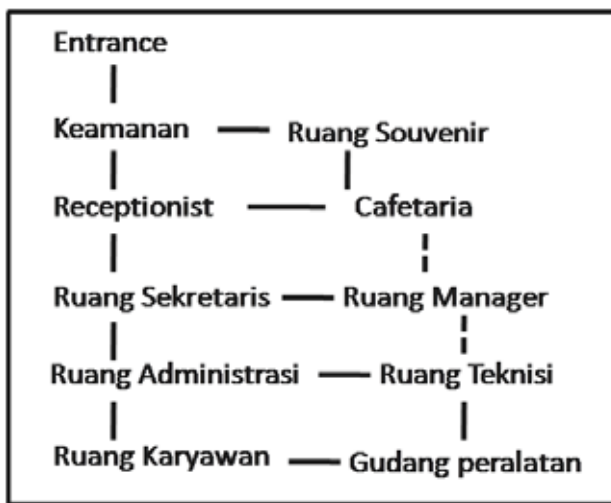 Entrance
Keamanan Ruang Souvenir
Receptionist Cafetaria
Ruang Sekretaris Ruang Manager
Ruang Administrasi Ruang Teknisi
Ruang Karyawan Gudang peralatan